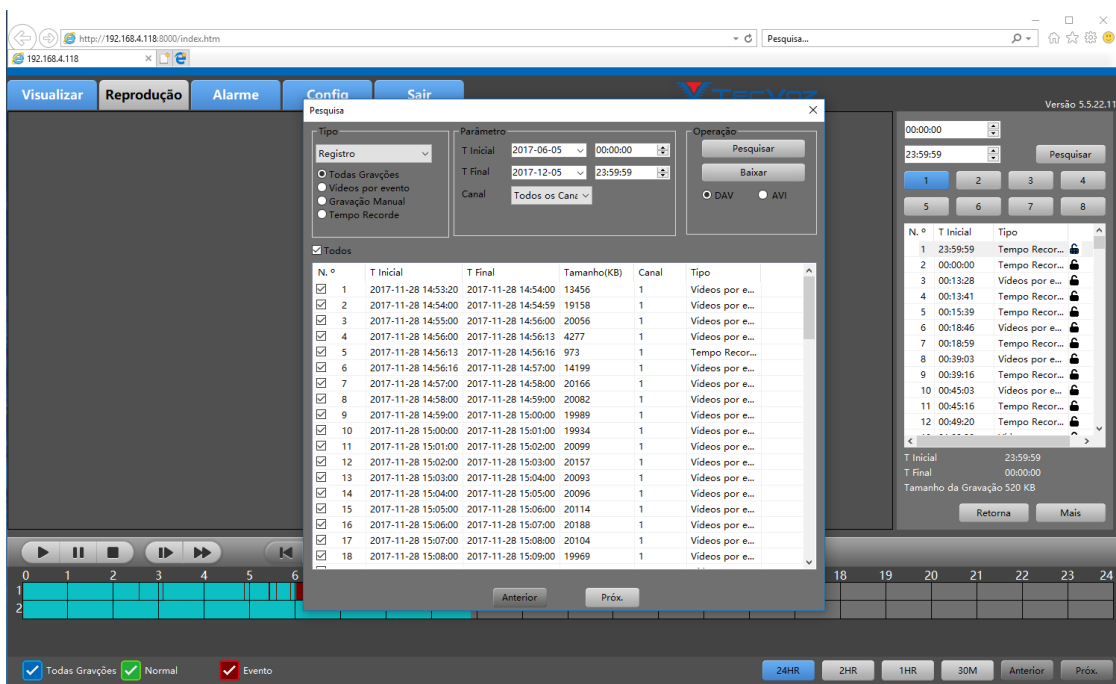 http://192.168.4.118:8000/index.htm
Pesquisa...
192.168.4.118
Visualizar Reprodução Alarme Config Sair
TECVOZ
Versão 5.5.22.11
Pesquisa
Tipo
Registro
Todas Gravções
Vídeos por evento
Gravação Manual
Tempo Recorde
Parâmetro
T Inicial 2017-06-05 00:00:00
T Final 2017-12-05 23:59:59
Canal Todos os Cana
Operação
Pesquisar
Baixar
DAV AVI
Todos
N. º T Inicial T Final Tamanho(KB) Canal Tipo
1 2017-11-28 14:53:20 2017-11-28 14:54:00 13456 1 Vídeos por e...
2 2017-11-28 14:54:00 2017-11-28 14:54:59 19158 1 Vídeos por e...
3 2017-11-28 14:55:00 2017-11-28 14:56:00 20056 1 Vídeos por e...
4 2017-11-28 14:56:00 2017-11-28 14:56:13 4277 1 Vídeos por e...
5 2017-11-28 14:56:13 2017-11-28 14:56:16 973 1 Tempo Recor...
6 2017-11-28 14:56:16 2017-11-28 14:57:00 14199 1 Vídeos por e...
7 2017-11-28 14:57:00 2017-11-28 14:58:00 20166 1 Vídeos por e...
8 2017-11-28 14:58:00 2017-11-28 14:59:00 20082 1 Vídeos por e...
9 2017-11-28 14:59:00 2017-11-28 15:00:00 19989 1 Vídeos por e...
10 2017-11-28 15:00:00 2017-11-28 15:01:00 19934 1 Vídeos por e...
11 2017-11-28 15:01:00 2017-11-28 15:02:00 20099 1 Vídeos por e...
12 2017-11-28 15:02:00 2017-11-28 15:03:00 20157 1 Vídeos por e...
13 2017-11-28 15:03:00 2017-11-28 15:04:00 20093 1 Vídeos por e...
14 2017-11-28 15:04:00 2017-11-28 15:05:00 20096 1 Vídeos por e...
15 2017-11-28 15:05:00 2017-11-28 15:06:00 20114 1 Vídeos por e...
16 2017-11-28 15:06:00 2017-11-28 15:07:00 20188 1 Vídeos por e...
17 2017-11-28 15:07:00 2017-11-28 15:08:00 20104 1 Vídeos por e...
18 2017-11-28 15:08:00 2017-11-28 15:09:00 19969 1 Vídeos por e...
Anterior Próx.
00:00:00
23:59:59 Pesquisar
1 2 3 4
5 6 7 8
N. º T Inicial Tipo
1 23:59:59 Tempo Recor...
2 00:00:00 Tempo Recor...
3 00:13:28 Vídeos por e...
4 00:13:41 Tempo Recor...
5 00:15:39 Tempo Recor...
6 00:18:46 Vídeos por e...
7 00:18:59 Tempo Recor...
8 00:39:03 Vídeos por e...
9 00:39:16 Tempo Recor...
10 00:45:03 Vídeos por e...
11 00:45:16 Tempo Recor...
12 00:49:20 Tempo Recor...
T Inicial 23:59:59
T Final 00:00:00
Tamanho da Gravação 520 KB
Retorna Mais
0 1 2 3 4 5 6 18 19 20 21 22 23 24
1
2
Todas Gravções Normal Evento
24HR 2HR 1HR 30M Anterior Próx.